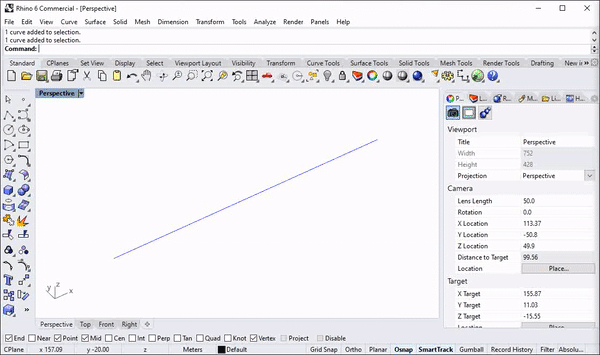 Rhino 6 Commercial - [Perspective]
File Edit View Curve Surface Solid Mesh Dimension Transform Tools Analyze Render Panels Help
1 curve added to selection.
1 curve added to selection.
Command:
Standard CPlanes Set View Display Select Viewport Layout Visibility Transform Curve Tools Surface Tools Solid Tools Mesh Tools Render Tools Drafting New in
Perspective
P... L... R... M... Li... H...
Viewport
Title Perspective
Width 752
Height 428
Projection Perspective
Camera
Lens Length 50.0
Rotation 0.0
X Location 113.37
Y Location -50.8
Z Location 49.9
Distance to Target 99.56
Location Place...
Target
X Target 155.87
Y Target 11.03
Z Target -15.55
Location Place...
z
y x
Perspective Top Front Right
End Near Point Mid Cen Int Perp Tan Quad Knot Vertex Project Disable
CPlane x 157.09 y -20.00 z Meters Default Grid Snap Ortho Planar Osnap SmartTrack Gumball Record History Filter Absolu...